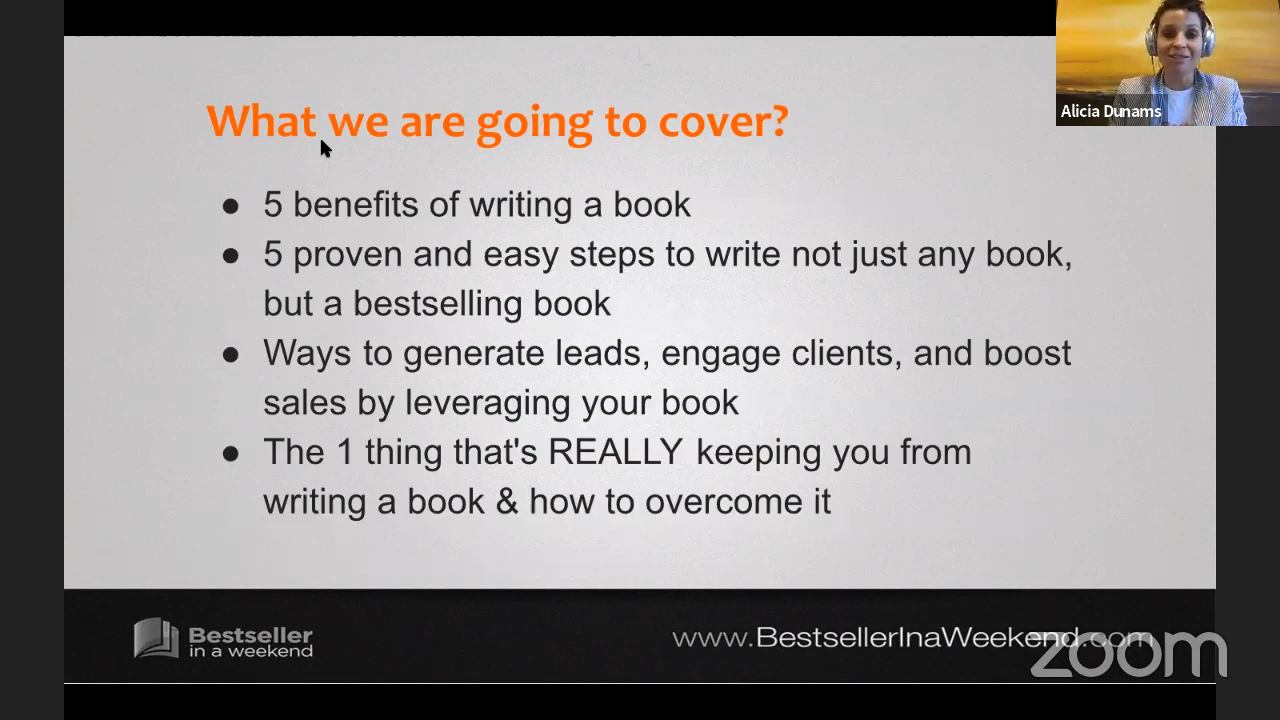 What we are going to cover?
● 5 benefits of writing a book
● 5 proven and easy steps to write not just any book,
but a bestselling book
● Ways to generate leads, engage clients, and boost
sales by leveraging your book
● The 1 thing that's REALLY keeping you from
writing a book & how to overcome it
Alicia Dunams
Bestseller
in a weekend
www.BestsellerInaWeekend.com
zoom